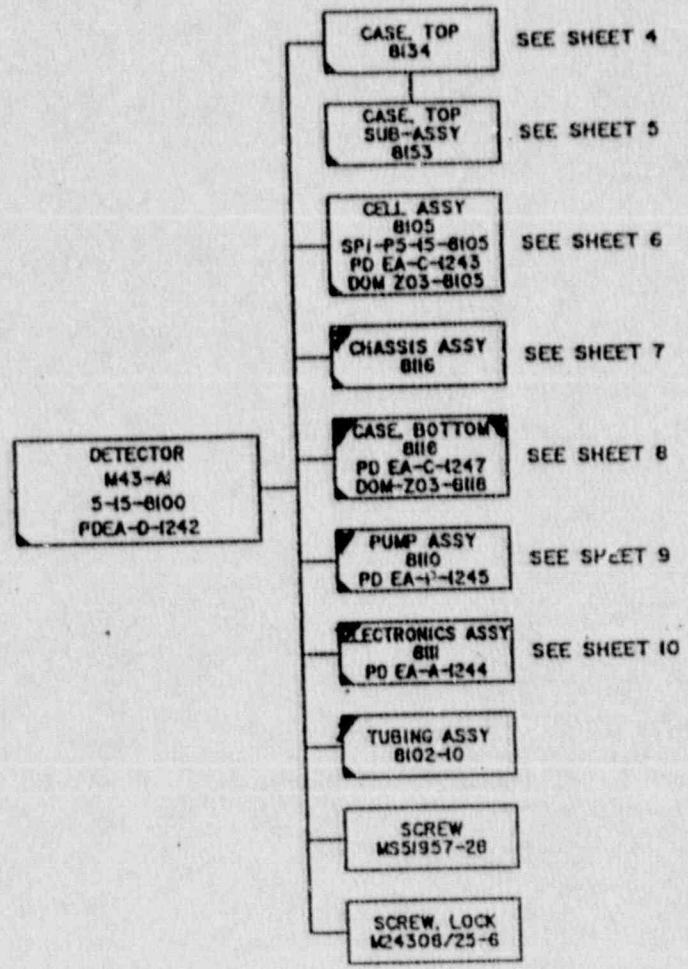 CASE, TOP
8134
SEE SHEET 4
CASE, TOP
SUB-ASSY
8153
SEE SHEET 5
CELL ASSY
8105
SPI-P5-15-8105
PD EA-C-1243
DOM Z03-8105
SEE SHEET 6
CHASSIS ASSY
8116
SEE SHEET 7
CASE, BOTTOM
8118
PD EA-C-1247
DOM-Z03-8118
SEE SHEET 8
DETECTOR
M43-A1
5-15-8100
PDEA-D-1242
PUMP ASSY
8110
PD EA-P-1245
SEE SHEET 9
ELECTRONICS ASSY
8111
PD EA-A-1244
SEE SHEET 10
TUBING ASSY
8102-10
SCREW
MS51957-28
SCREW, LOCK
M24308/25-6